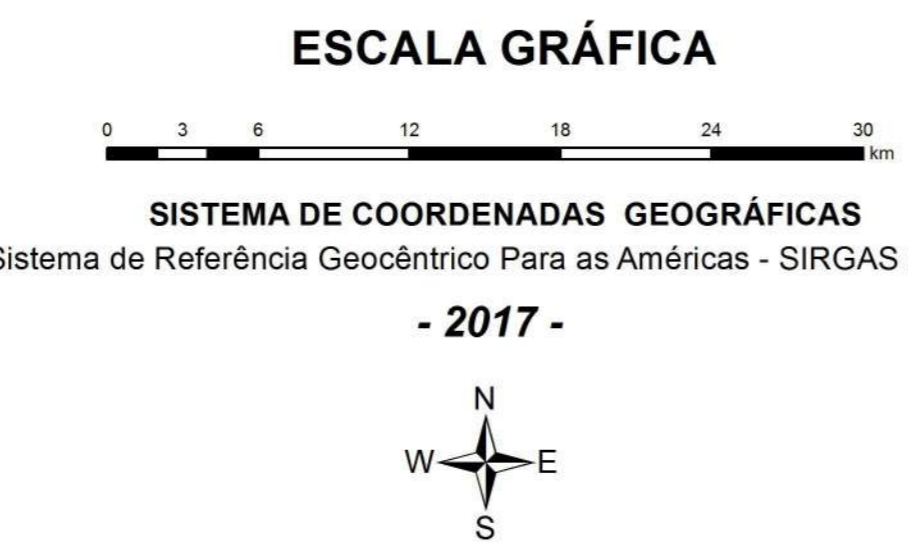 ESCALA GRÁFICA
0 3 6 12 18 24 30
km
SISTEMA DE COORDENADAS GEOGRÁFICAS
Sistema de Referência Geocêntrico Para as Américas - SIRGAS
- 2017 -
N
W E
S